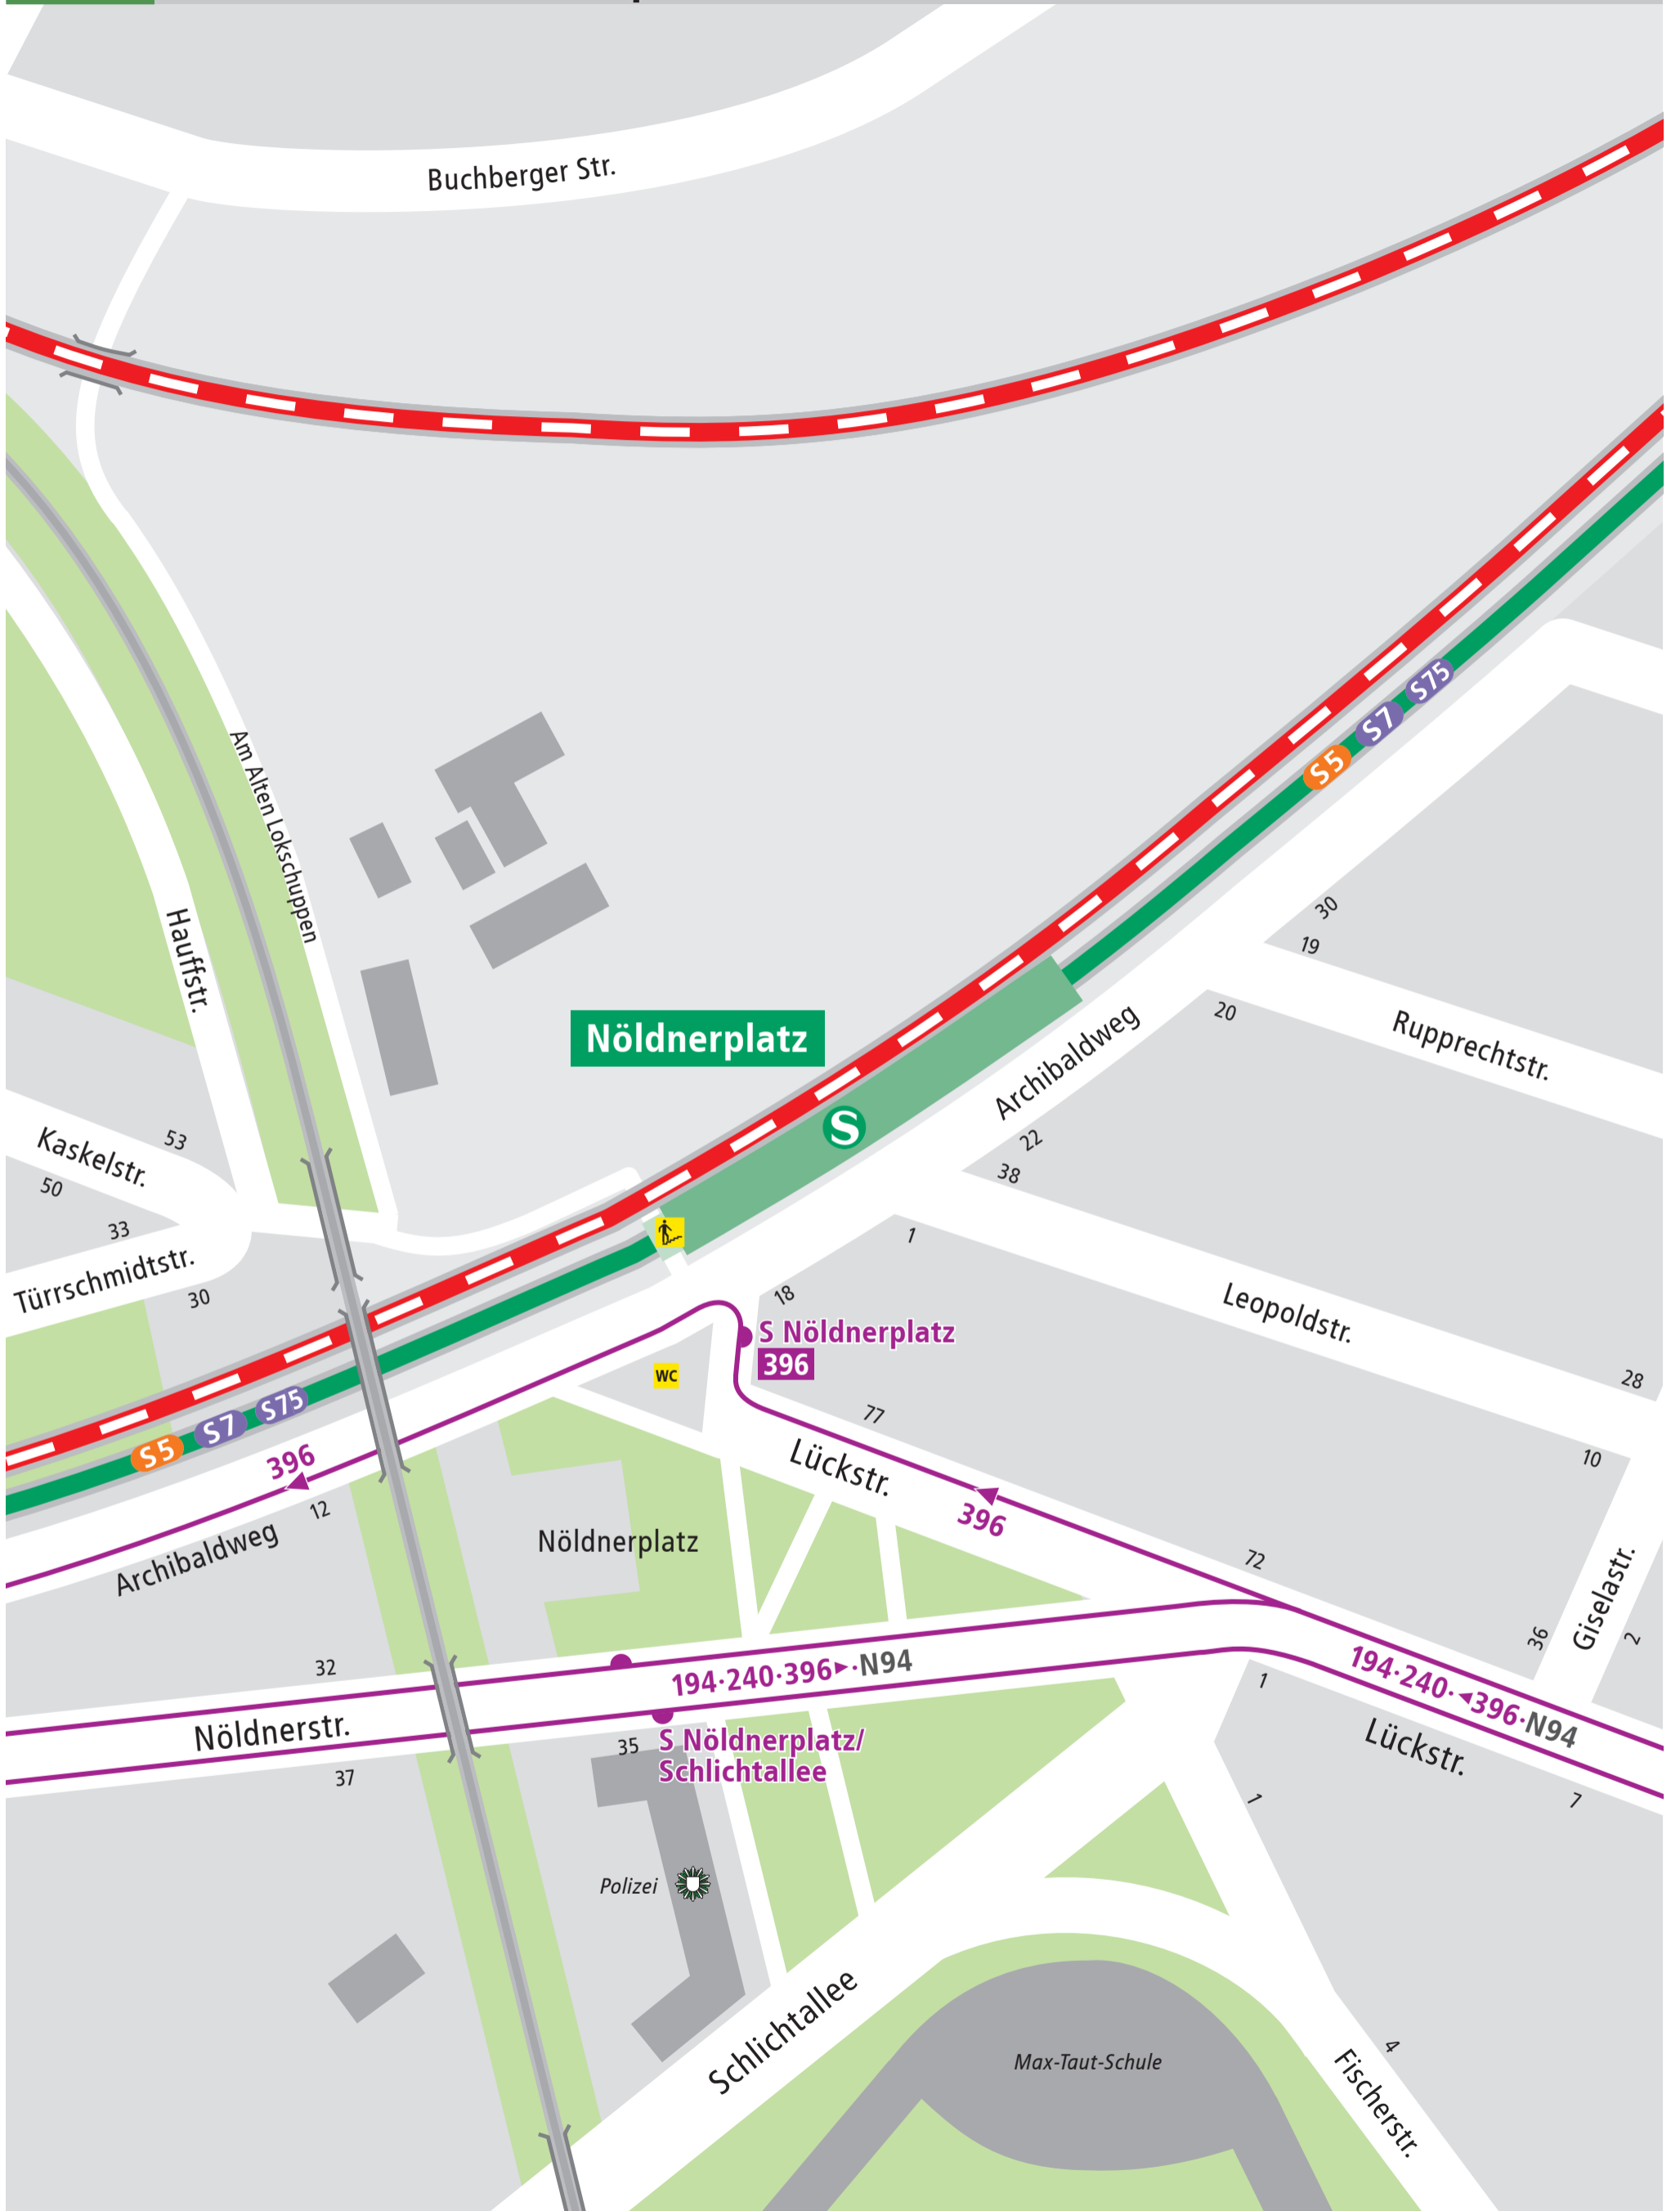 Buchberger Str.
S75
S7
S5
Am Alten Lokschuppen
Hauffstr.
30
19
20
Rupprechtstr.
Nöldnerplatz
Archibaldweg
S
22
38
Kaskelstr.
53
50
33
Türrschmidtstr.
30
1
Leopoldstr.
18
S Nöldnerplatz
396
WC
28
10
77
Lückstr.
396
S5
S7
S75
396
12
Archibaldweg
Nöldnerplatz
72
Giselastr.
36
2
32
194·240·396►·N94
194·240·◄396·N94
Nöldnerstr.
37
35
S Nöldnerplatz/
Schlichtallee
1
Lückstr.
7
1
Polizei
Schlichtallee
Max-Taut-Schule
4
Fischerstr.